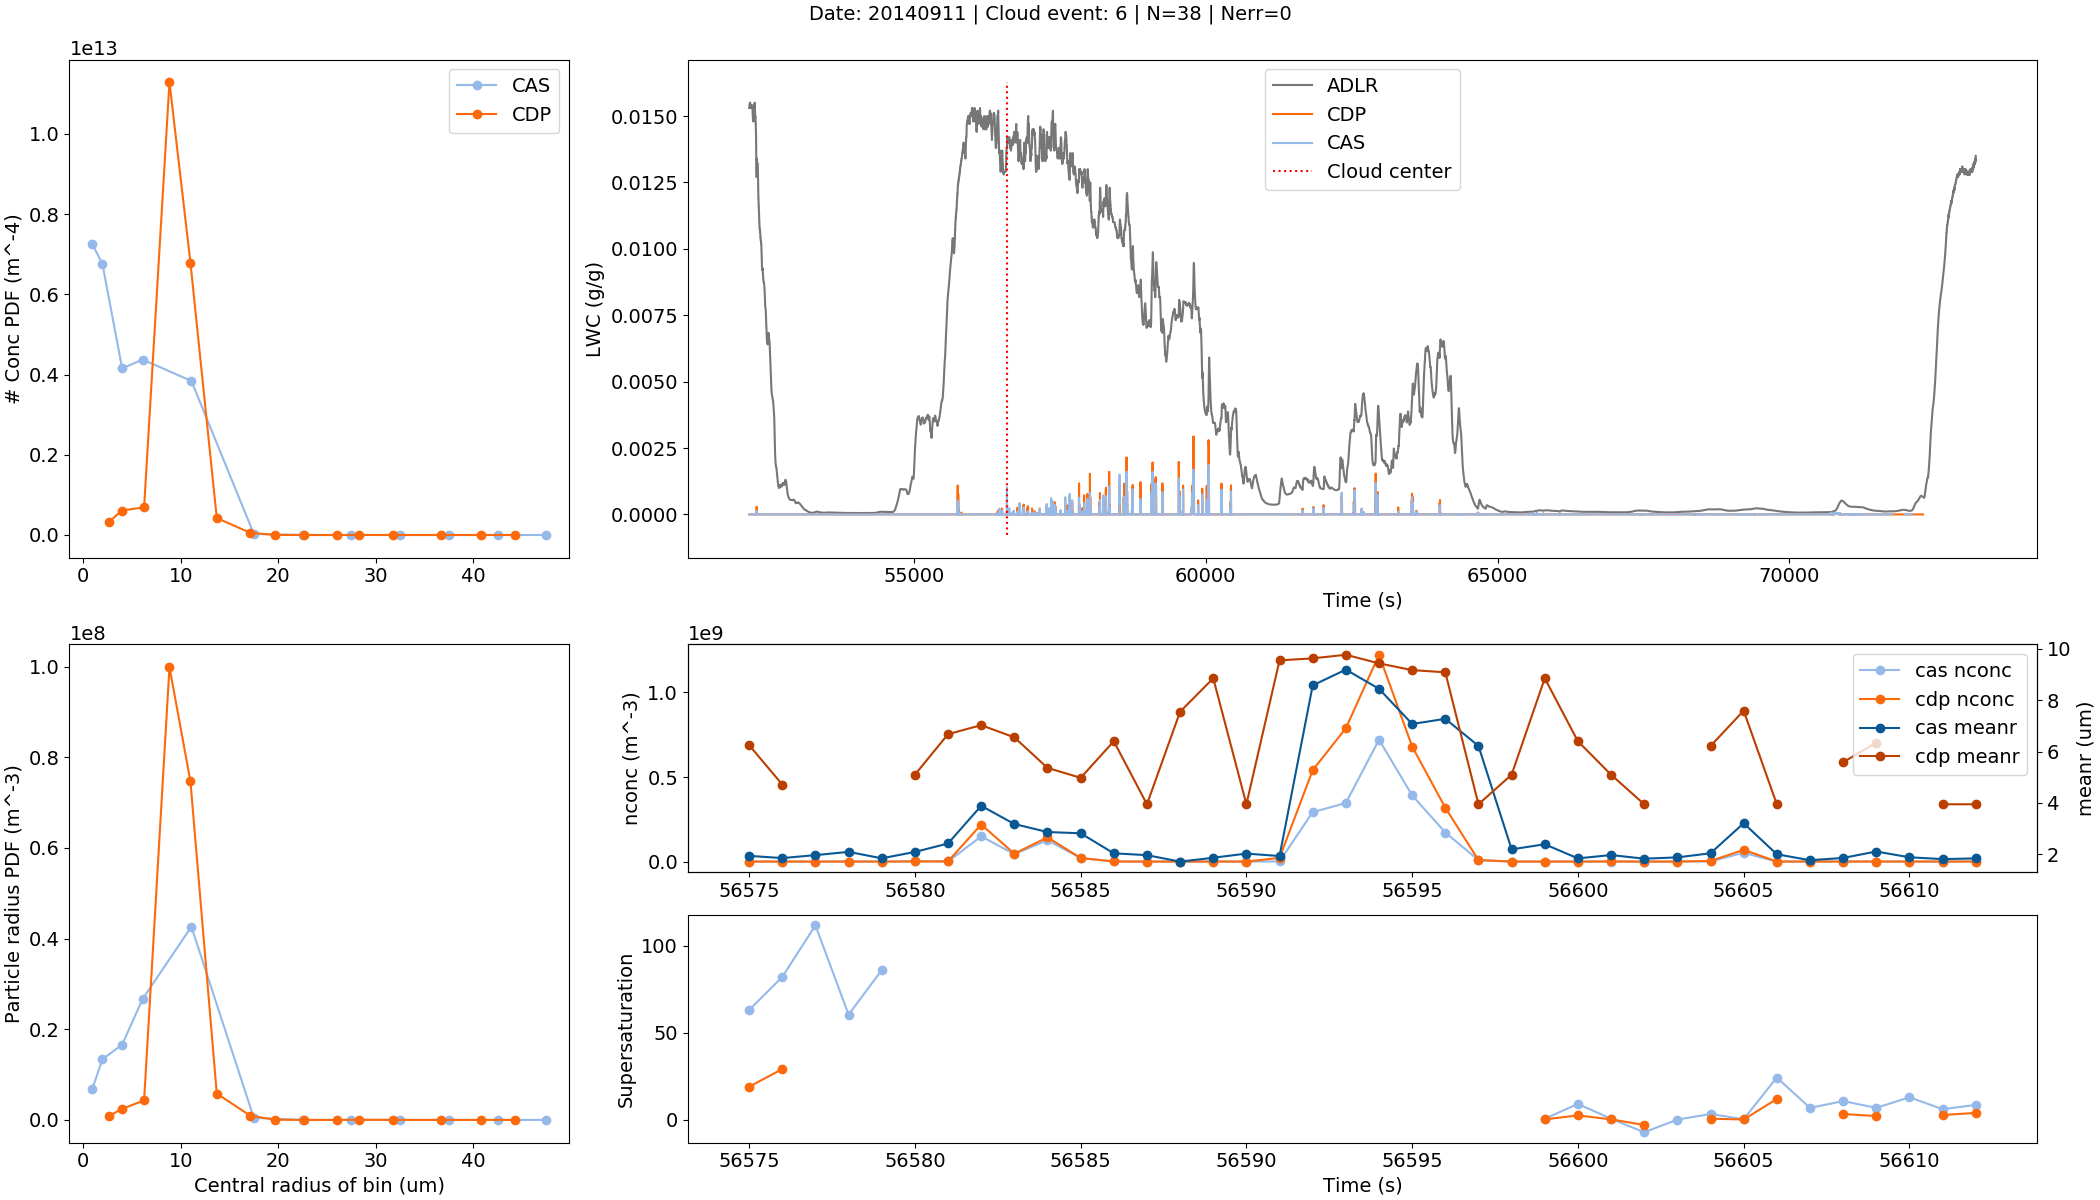 Date: 20140911 | Cloud event: 6 | N=38 | Nerr=0
1e13
# Conc PDF (m^-4)
1.0
0.8
0.6
0.4
0.2
0.0
0 10 20 30 40
CAS
CDP
LWC (g/g)
0.0150
0.0125
0.0100
0.0075
0.0050
0.0025
0.0000
55000 60000 65000 70000
Time (s)
ADLR
CDP
CAS
Cloud center
1e8
Particle radius PDF (m^-3)
1.0
0.8
0.6
0.4
0.2
0.0
0 10 20 30 40
Central radius of bin (um)
1e9
nconc (m^-3)
1.0
0.5
0.0
56575 56580 56585 56590 56595 56600 56605 56610
10
8
6
4
2
meanr (um)
cas nconc
cdp nconc
cas meanr
cdp meanr
Supersaturation
100
50
0
56575 56580 56585 56590 56595 56600 56605 56610
Time (s)